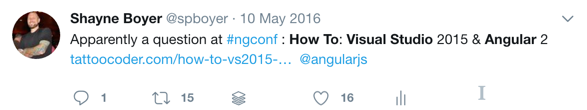 Shayne Boyer @spboyer · 10 May 2016
Apparently a question at #ngconf : How To: Visual Studio 2015 & Angular 2
tattoocoder.com/how-to-vs2015-… @angularjs
1 15 16